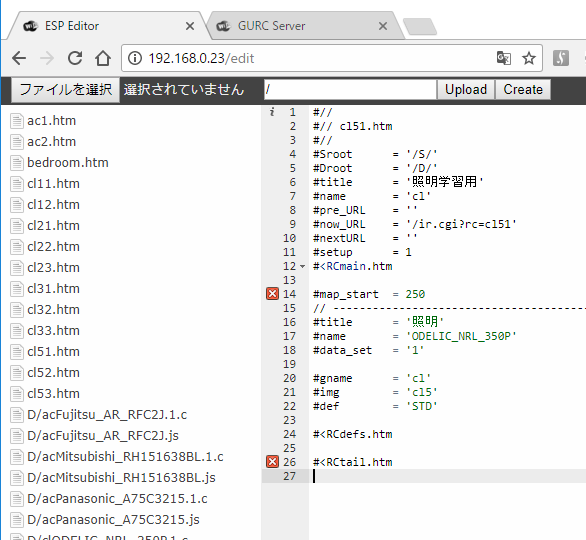 ESP Editor
GURC Server
192.168.0.23/edit
ファイルを選択 選択されていません / Upload Create
ac1.htm
ac2.htm
bedroom.htm
cl11.htm
cl12.htm
cl21.htm
cl22.htm
cl23.htm
cl31.htm
cl32.htm
cl33.htm
cl51.htm
cl52.htm
cl53.htm
D/acFujitsu_AR_RFC2J.1.c
D/acFujitsu_AR_RFC2J.js
D/acMitsubishi_RH151638BL.1.c
D/acMitsubishi_RH151638BL.js
D/acPanasonic_A75C3215.1.c
D/acPanasonic_A75C3215.js
D/clODELIC_NRL_350P.1.c
1 #//
2 #// cl51.htm
3 #//
4 #Sroot = '/S/'
5 #Droot = '/D/'
6 #title = '照明学習用'
7 #name = 'cl'
8 #pre_URL = ''
9 #now_URL = '/ir.cgi?rc=cl51'
10 #nextURL = ''
11 #setup = 1
12 #<RCmain.htm
13
14 #map_start = 250
15 // ---------------------------------------
16 #title = '照明'
17 #name = 'ODELIC_NRL_350P'
18 #data_set = '1'
19
20 #gname = 'cl'
21 #img = 'cl5'
22 #def = 'STD'
23
24 #<RCdefs.htm
25
26 #<RCtail.htm
27